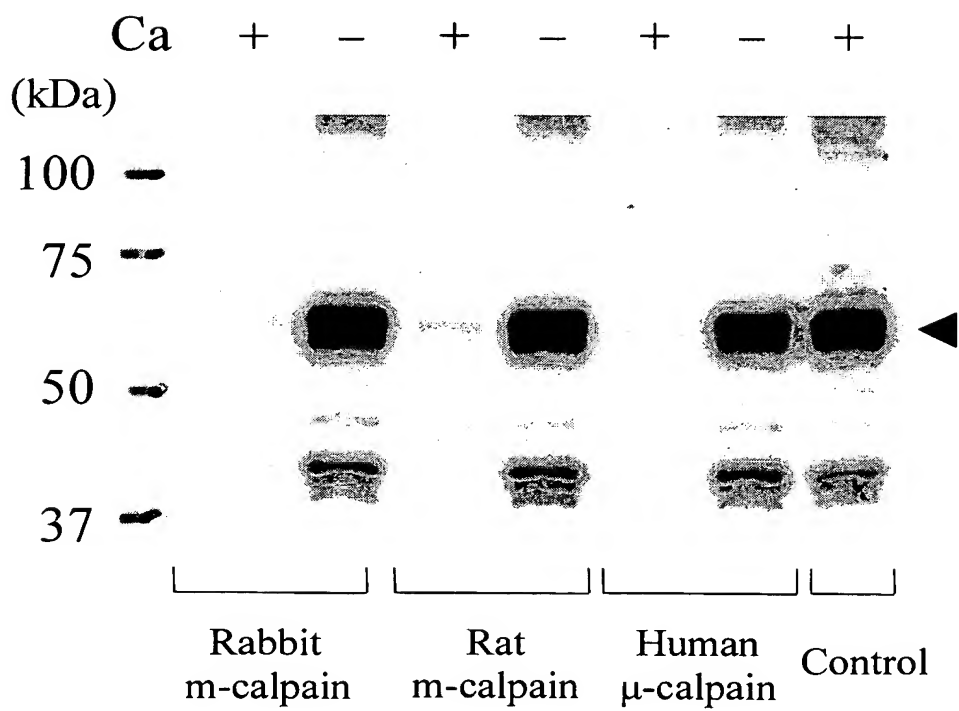 Ca + − + − + − +
(kDa)
100
75
50
37
Rabbit
m-calpain
Rat
m-calpain
Human
μ-calpain
Control